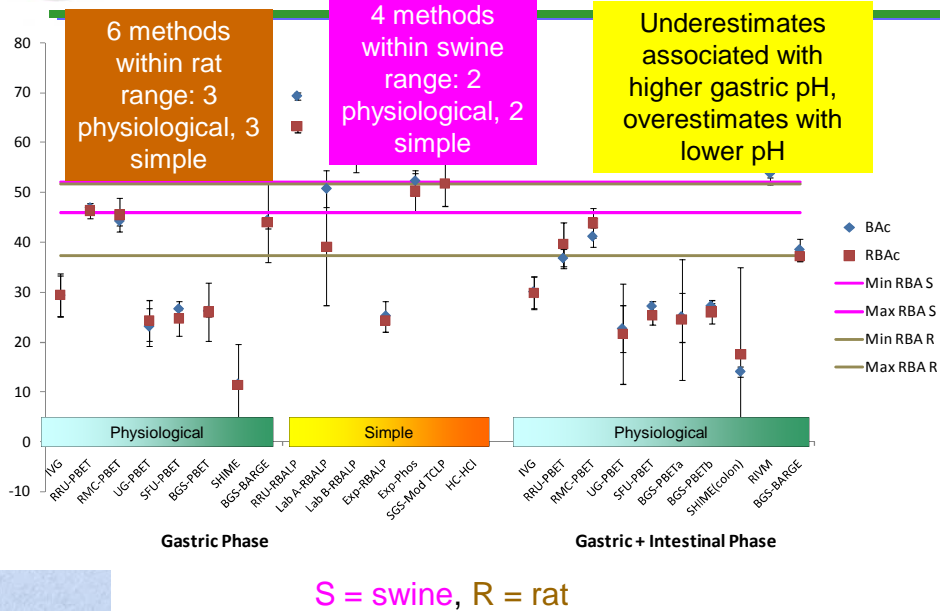 6 methods
within rat
range: 3
physiological, 3
simple
4 methods
within swine
range: 2
physiological, 2
simple
Underestimates
associated with
higher gastric pH,
overestimates with
lower pH
80
70
60
50
40
30
20
10
0
-10
BAc
RBAc
Min RBA S
Max RBA S
Min RBA R
Max RBA R
Physiological
Simple
Physiological
IVG
RRU-PBET
RMC-PBET
UG-PBET
SFU-PBET
BGS-PBET
SHIME
BGS-BARGE
RRU-RBALP
Lab A-RBALP
Lab B-RBALP
Exp-RBALP
Exp-Phos
SGS-Mod TCLP
HC-HCl
IVG
RRU-PBET
RMC-PBET
UG-PBET
SFU-PBET
BGS-PBETa
BGS-PBETb
SHIME(colon)
RIVM
BGS-BARGE
Gastric Phase
Gastric + Intestinal Phase
S = swine, R = rat